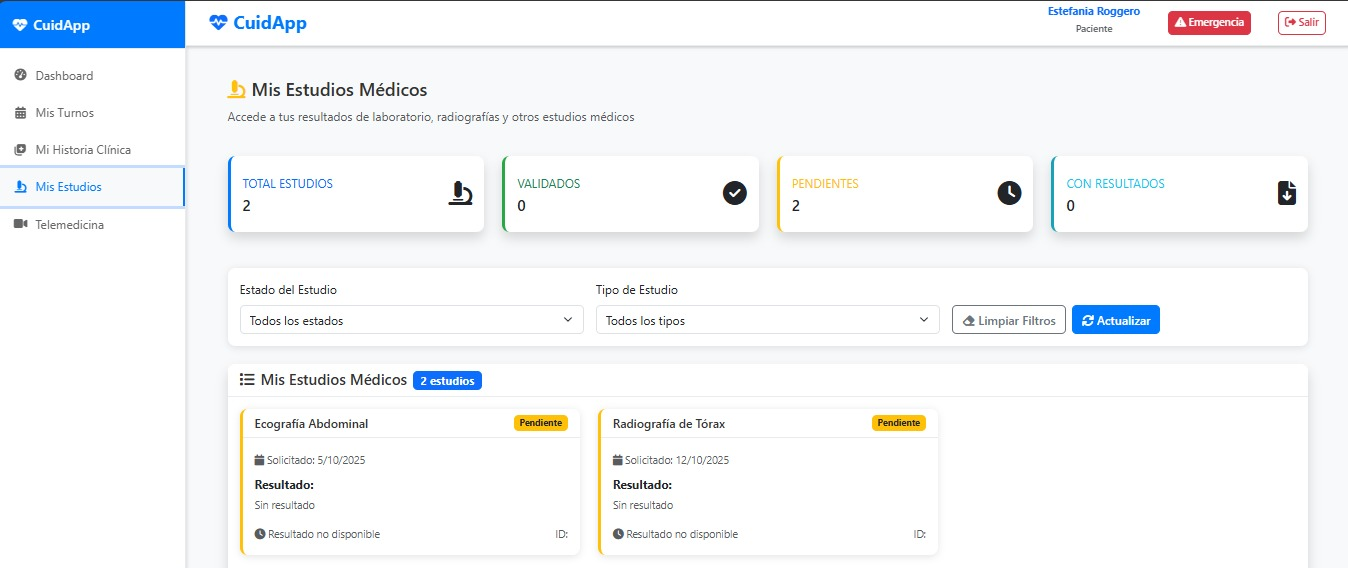 CuidApp
CuidApp
Estefania Roggero
Paciente
Emergencia
Salir
Dashboard
Mis Turnos
Mi Historia Clínica
Mis Estudios
Telemedicina
Mis Estudios Médicos
Accede a tus resultados de laboratorio, radiografías y otros estudios médicos
TOTAL ESTUDIOS
2
VALIDADOS
0
PENDIENTES
2
CON RESULTADOS
0
Estado del Estudio
Todos los estados
Tipo de Estudio
Todos los tipos
Limpiar Filtros
Actualizar
Mis Estudios Médicos 2 estudios
Ecografía Abdominal Pendiente
Solicitado: 5/10/2025
Resultado:
Sin resultado
Resultado no disponible ID:
Radiografía de Tórax Pendiente
Solicitado: 12/10/2025
Resultado:
Sin resultado
Resultado no disponible ID: